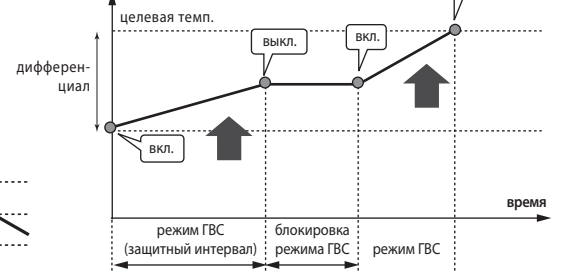 целевая темп.
выкл.
вкл.
дифферен-
циал
вкл.
время
режим ГВС
(защитный интервал)
блокировка
режима ГВС
режим ГВС